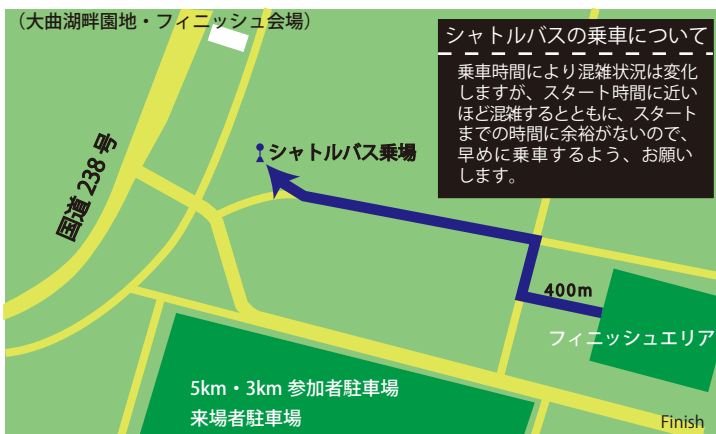 （大曲湖畔園地・フィニッシュ会場）
シャトルバスの乗車について
乗車時間により混雑状況は変化
しますが、スタート時間に近い
ほど混雑するとともに、スタート
までの時間に余裕がないので、
早めに乗車するよう、お願い
します。
シャトルバス乗場
国道 238 号
400m
フィニッシュエリア
5km・3km 参加者駐車場
来場者駐車場
Finish